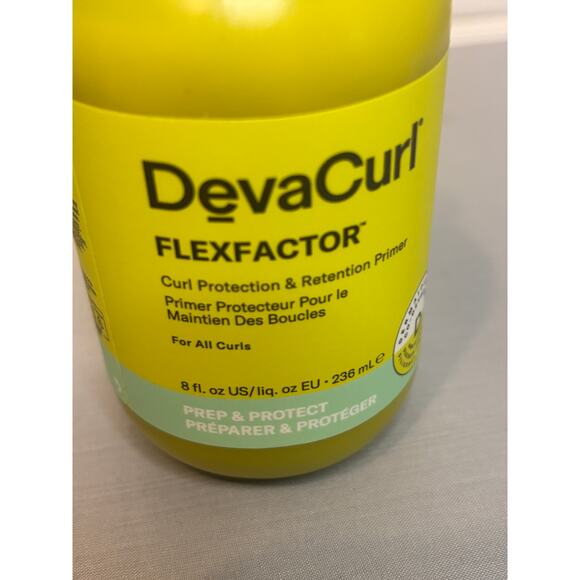 DevaCurl®
FLEXFACTOR™
Curl Protection & Retention Primer
Primer Protecteur Pour le
Maintien Des Boucles
For All Curls
8 fl. oz US/liq. oz EU · 236 mL℮
PREP & PROTECT
PRÉPARER & PROTÉGER